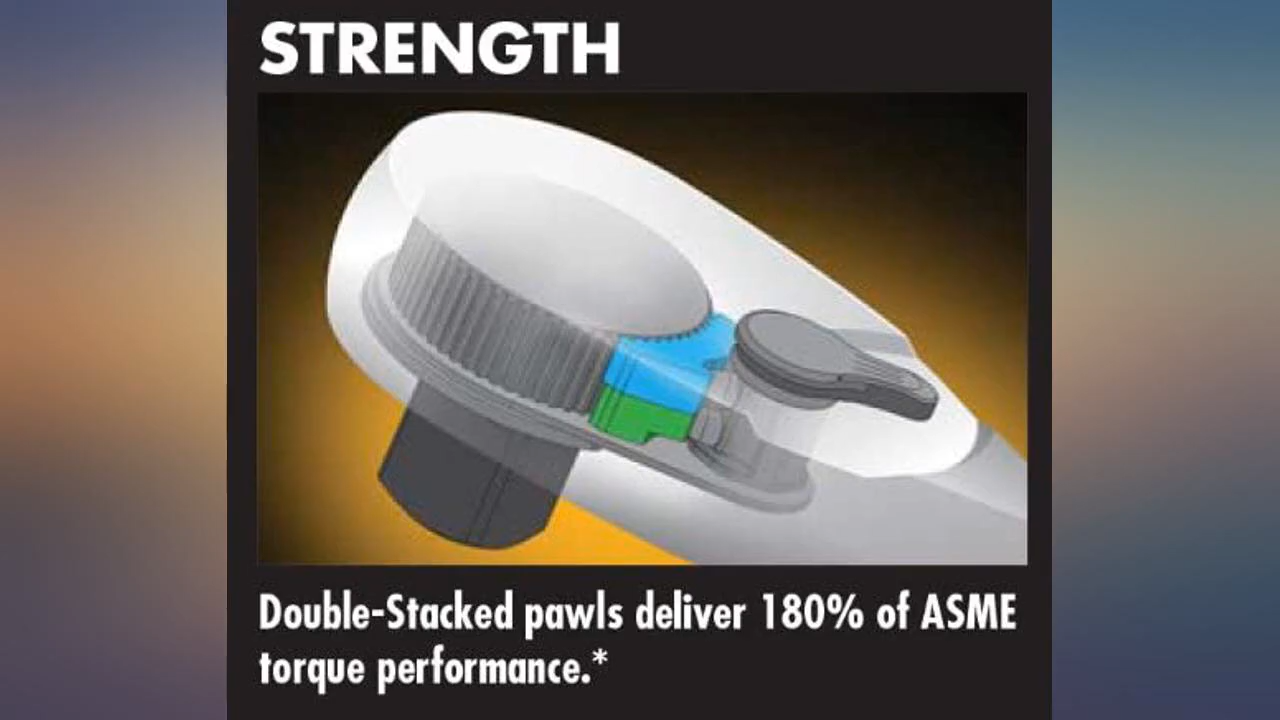 STRENGTH
Double-Stacked pawls deliver 180% of ASME
torque performance.*